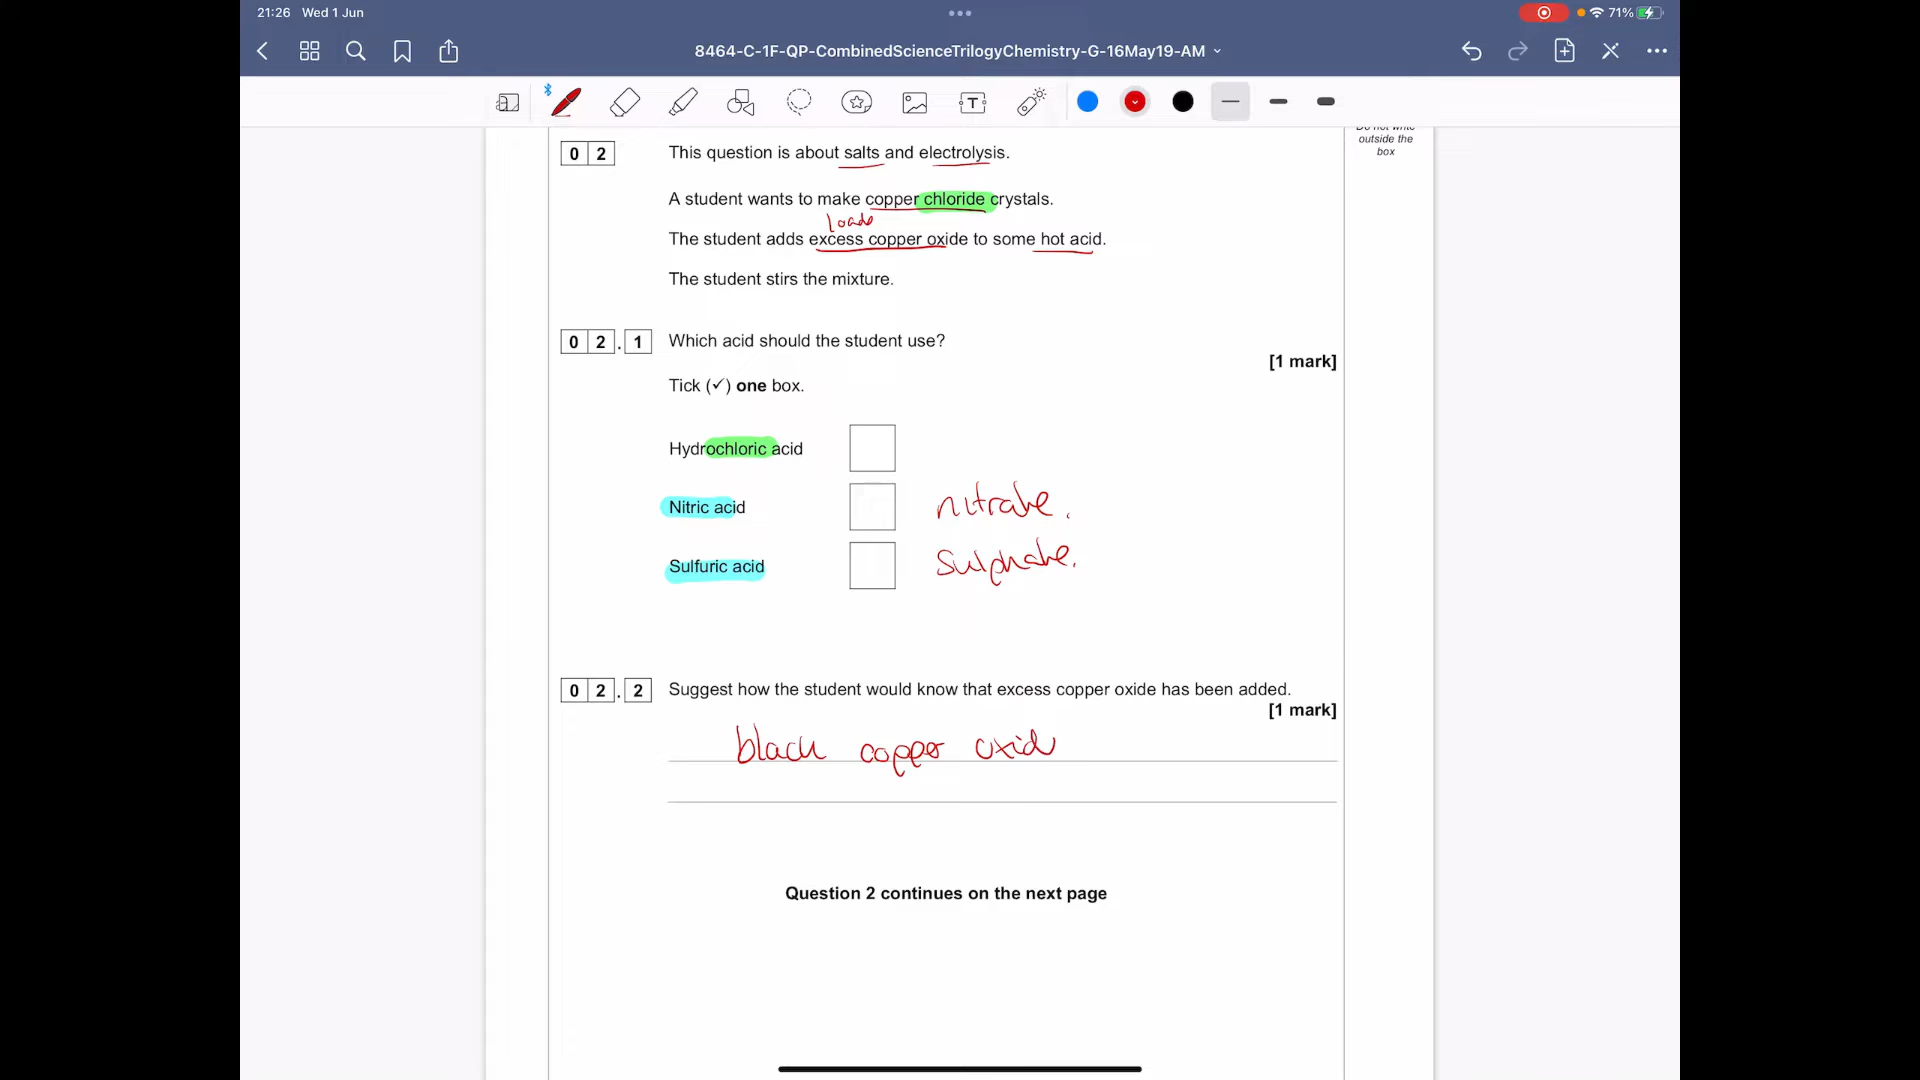 21:26 Wed 1 Jun
71%
8464-C-1F-QP-CombinedScienceTrilogyChemistry-G-16May19-AM
Do not write
outside the
box
0 2 This question is about salts and electrolysis.
A student wants to make copper chloride crystals.
loads
The student adds excess copper oxide to some hot acid.
The student stirs the mixture.
0 2 . 1 Which acid should the student use?
[1 mark]
Tick (✓) one box.
Hydrochloric acid
Nitric acid nitrate.
Sulfuric acid sulphate.
0 2 . 2 Suggest how the student would know that excess copper oxide has been added.
[1 mark]
black copper oxid
Question 2 continues on the next page